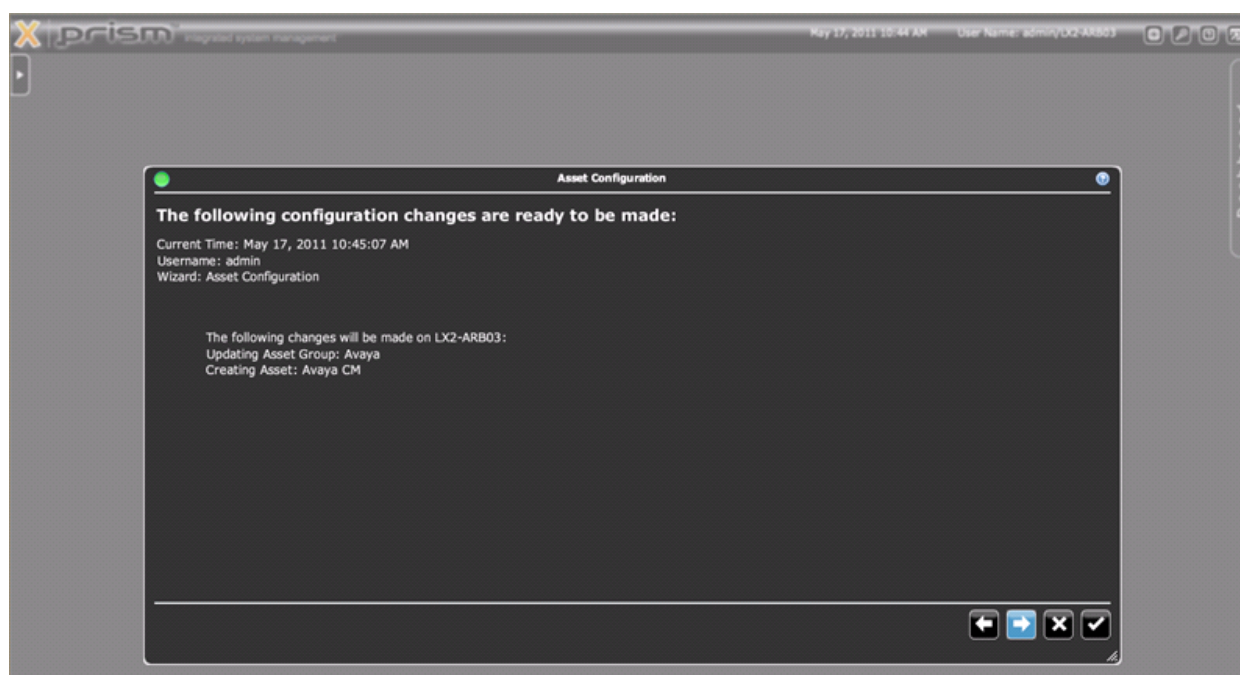 X prism integrated system management
May 17, 2011 10:44 AM User Name: admin/LX2-ARB03
Asset Configuration
The following configuration changes are ready to be made:
Current Time: May 17, 2011 10:45:07 AM
Username: admin
Wizard: Asset Configuration
The following changes will be made on LX2-ARB03:
Updating Asset Group: Avaya
Creating Asset: Avaya CM